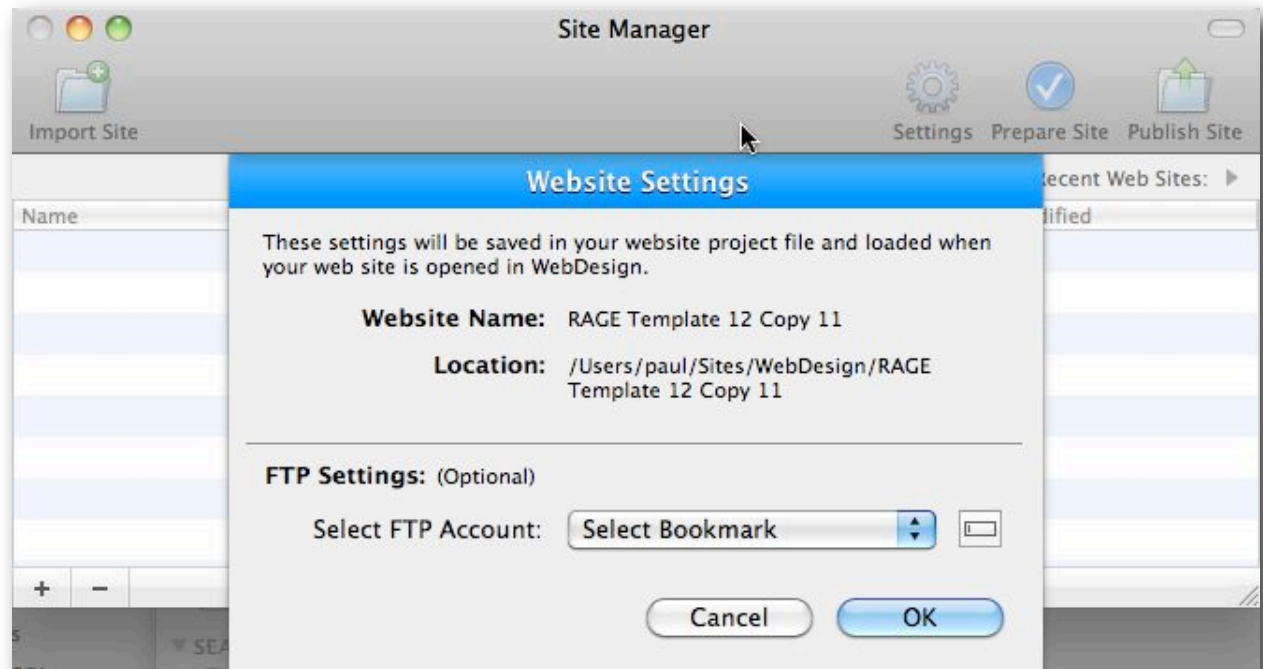 Site Manager
Import Site
Settings Prepare Site Publish Site
Website Settings
ecent Web Sites:
Name
dified
These settings will be saved in your website project file and loaded when
your web site is opened in WebDesign.
Website Name: RAGE Template 12 Copy 11
Location: /Users/paul/Sites/WebDesign/RAGE
Template 12 Copy 11
FTP Settings: (Optional)
Select FTP Account: Select Bookmark
+ −
Cancel OK
s
SEA